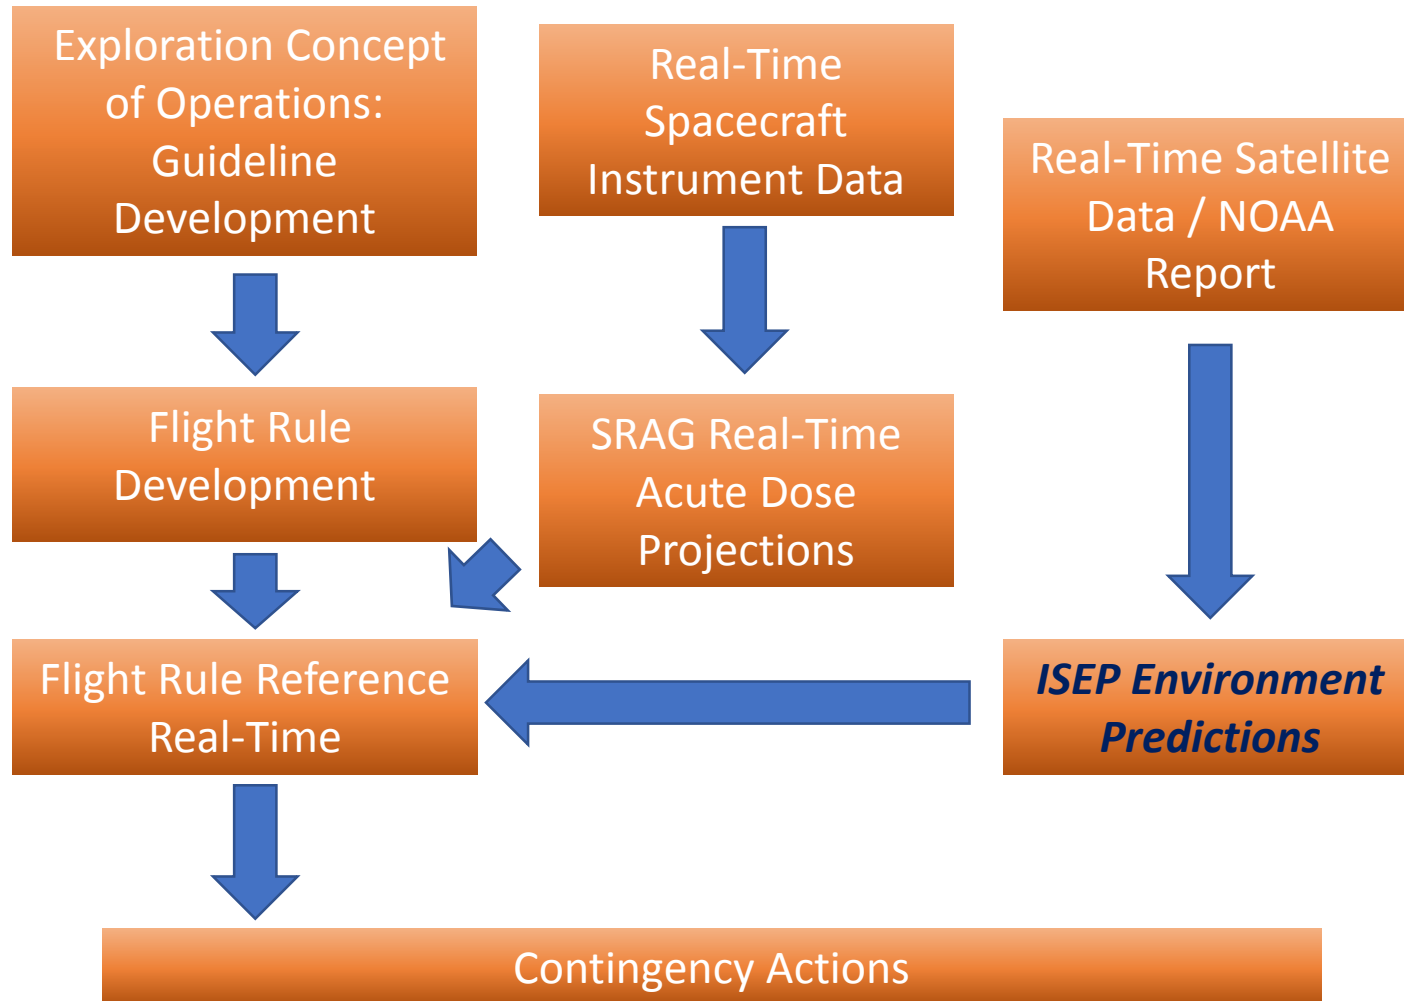 Exploration Concept
of Operations:
Guideline
Development
Real-Time
Spacecraft
Instrument Data
Real-Time Satellite
Data / NOAA
Report
Flight Rule
Development
SRAG Real-Time
Acute Dose
Projections
Flight Rule Reference
Real-Time
ISEP Environment
Predictions
Contingency Actions